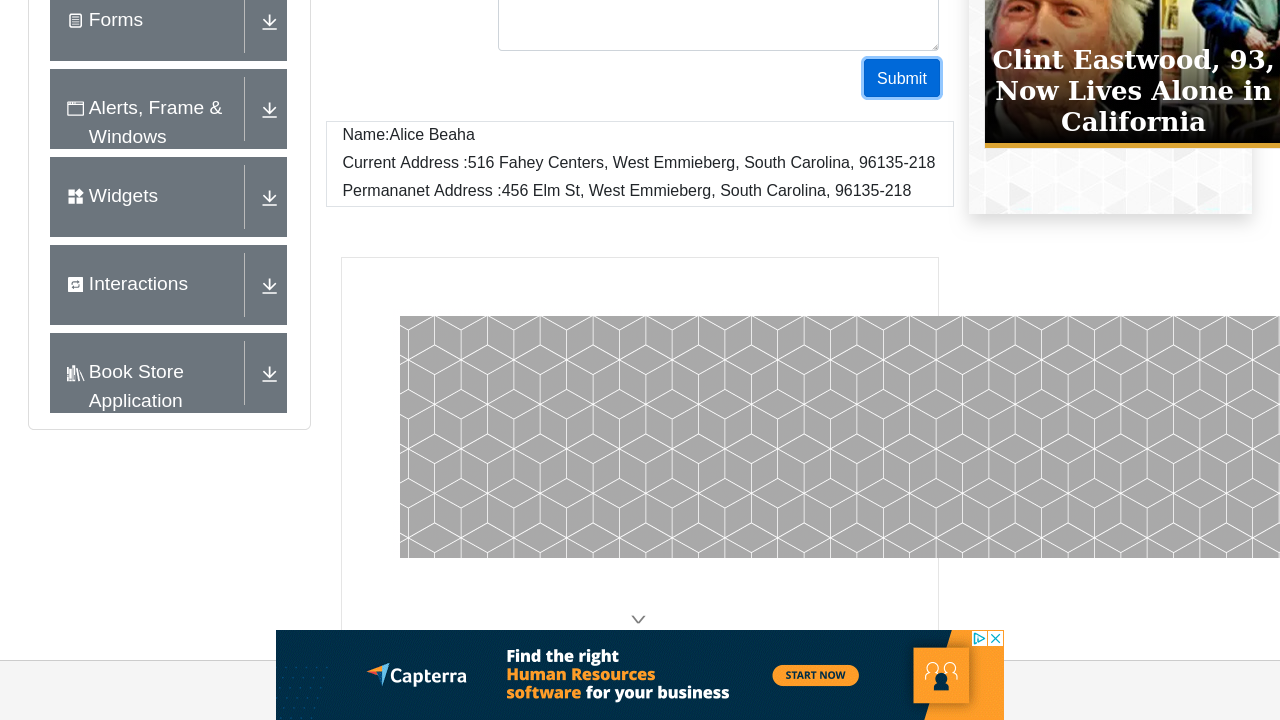 Forms
Alerts, Frame &
Windows
Widgets
Interactions
Book Store
Application
Submit
Name:Alice Beaha
Current Address :516 Fahey Centers, West Emmieberg, South Carolina, 96135-218
Permananet Address :456 Elm St, West Emmieberg, South Carolina, 96135-218
Clint Eastwood, 93,
Now Lives Alone in
California
Capterra
Find the right
Human Resources
software for your business
START NOW